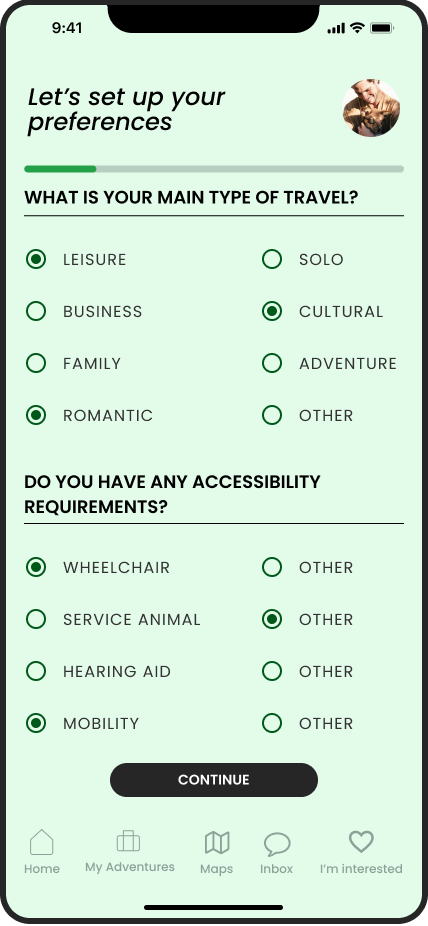 9:41
Let's set up your
preferences
WHAT IS YOUR MAIN TYPE OF TRAVEL?
LEISURE SOLO
BUSINESS CULTURAL
FAMILY ADVENTURE
ROMANTIC OTHER
DO YOU HAVE ANY ACCESSIBILITY
REQUIREMENTS?
WHEELCHAIR OTHER
SERVICE ANIMAL OTHER
HEARING AID OTHER
MOBILITY OTHER
CONTINUE
Home My Adventures Maps Inbox I'm interested